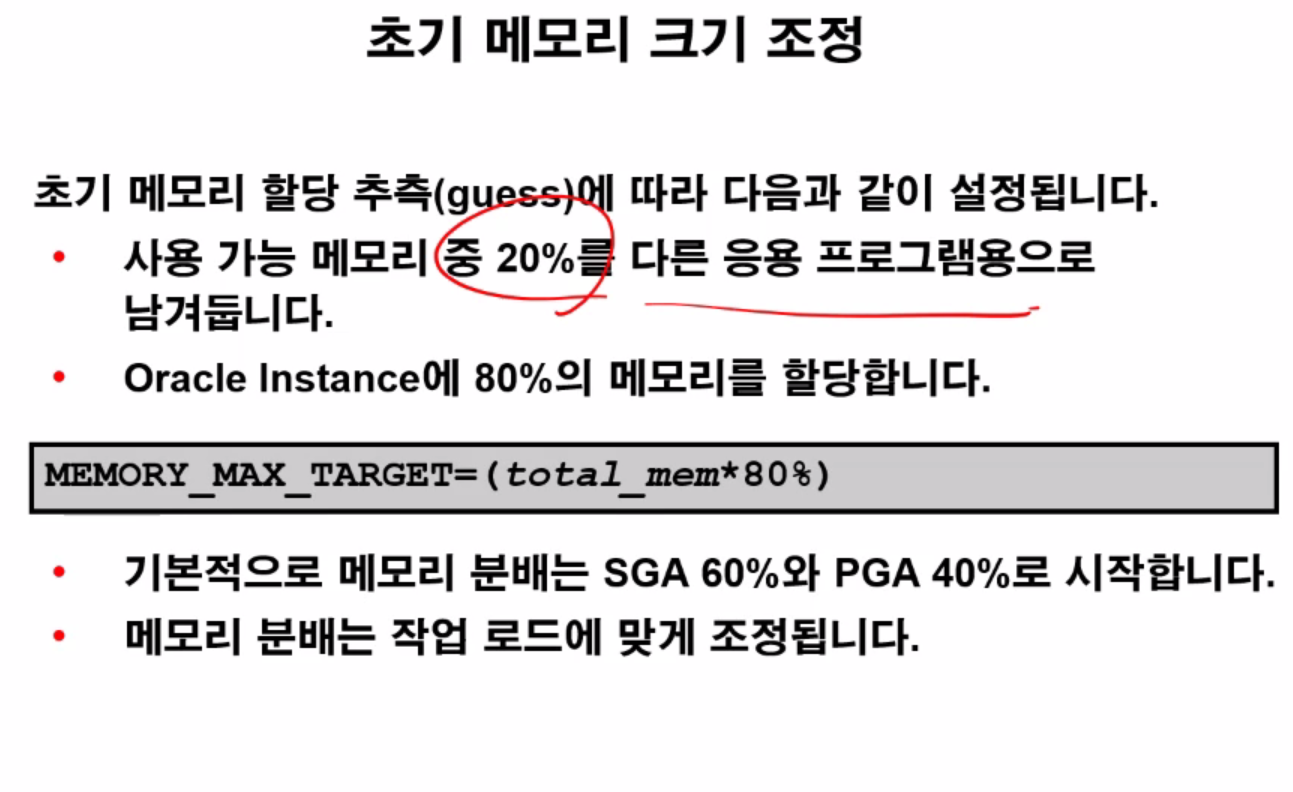 초기 메모리 크기 조정
초기 메모리 할당 추측(guess)에 따라 다음과 같이 설정됩니다.
• 사용 가능 메모리 중 20%를 다른 응용 프로그램용으로
남겨둡니다.
• Oracle Instance에 80%의 메모리를 할당합니다.
MEMORY_MAX_TARGET=(total_mem*80%)
• 기본적으로 메모리 분배는 SGA 60%와 PGA 40%로 시작합니다.
• 메모리 분배는 작업 로드에 맞게 조정됩니다.